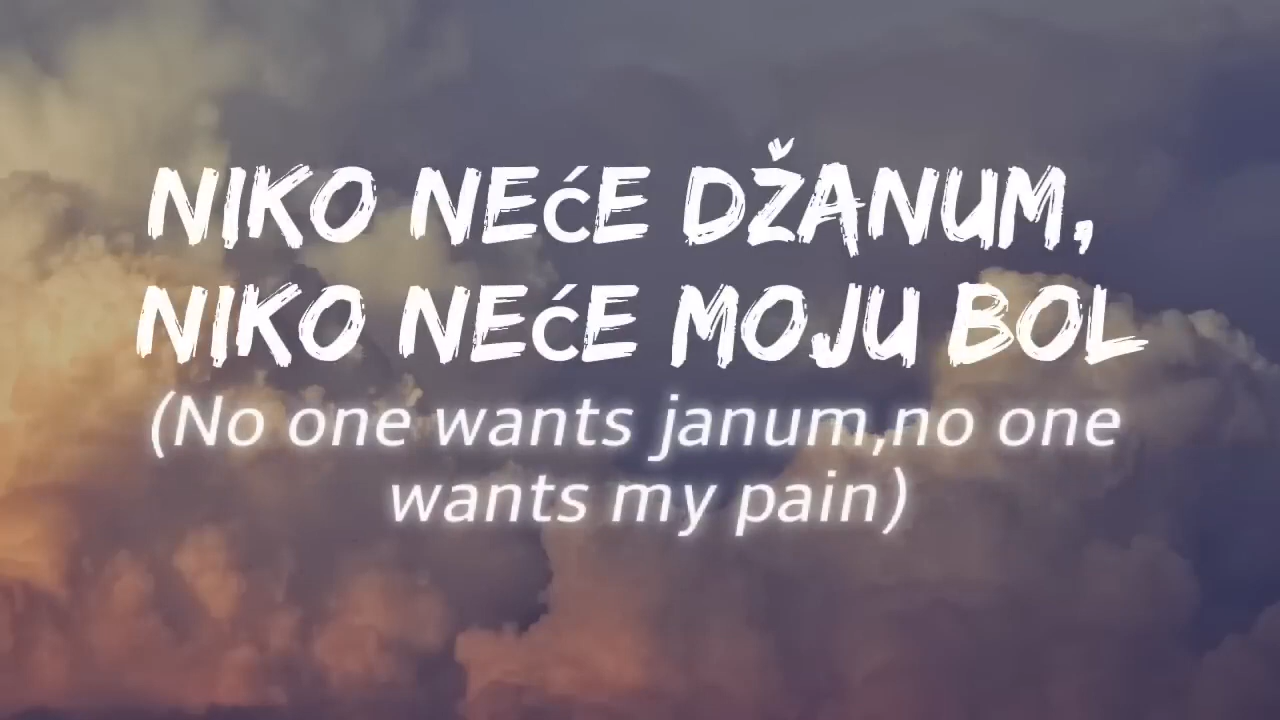 NIKO NEćE DŽANUM,
NIKO NEćE MOJU BOL
(No one wants janum,no one
wants my pain)